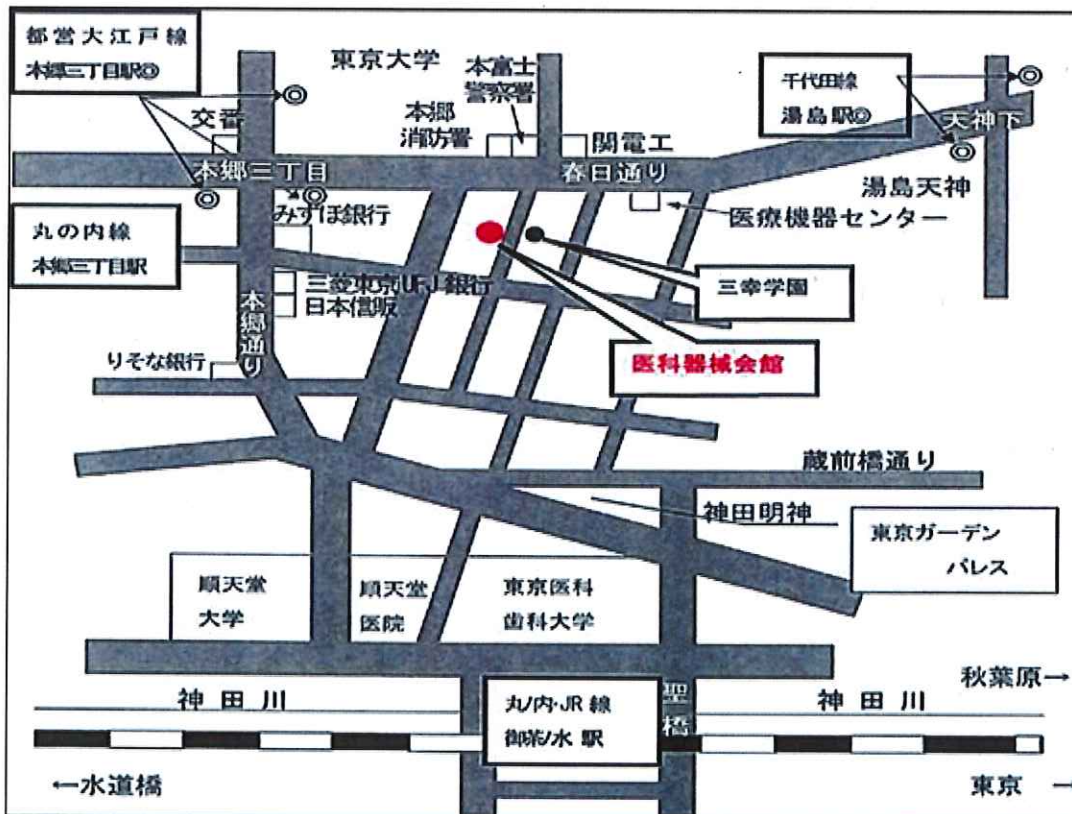 都営大江戸線
本郷三丁目駅◎
東京大学
本富士
警察署
千代田線
湯島駅◎
交番
本郷
消防署
関電工
天神下
本郷三丁目
春日通り
湯島天神
みずほ銀行
医療機器センター
丸の内線
本郷三丁目駅
三菱東京UFJ銀行
日本信販
三幸学園
本郷通り
りそな銀行
医科器械会館
蔵前橋通り
神田明神
東京ガーデン
パレス
順天堂
大学
順天堂
医院
東京医科
歯科大学
秋葉原→
神田川
丸ノ内・JR線
御茶ノ水駅
聖橋
神田川
←水道橋
東京→